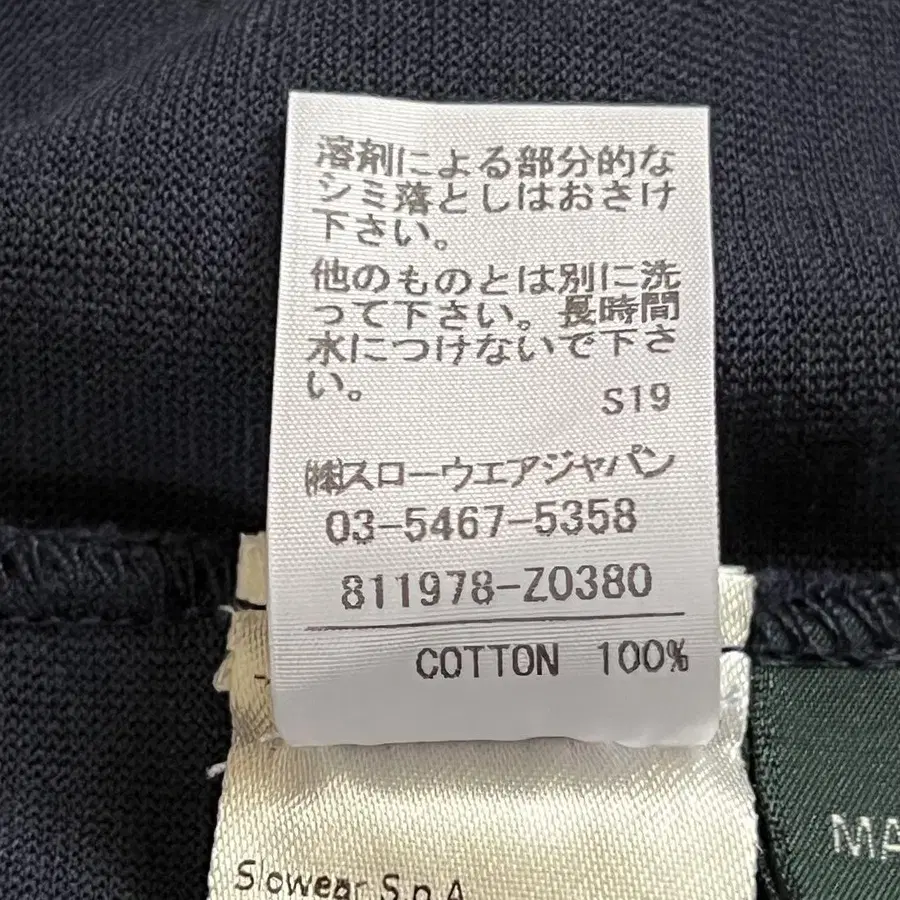 溶剤による部分的な
シミ落としはおさけ
下さい。
他のものとは別に洗
って下さい。長時間
水につけないで下さ
い。
S19
㈱スローウエアジャパン
03-5467-5358
811978-Z0380
COTTON 100%
MA
Slowear S.p.A